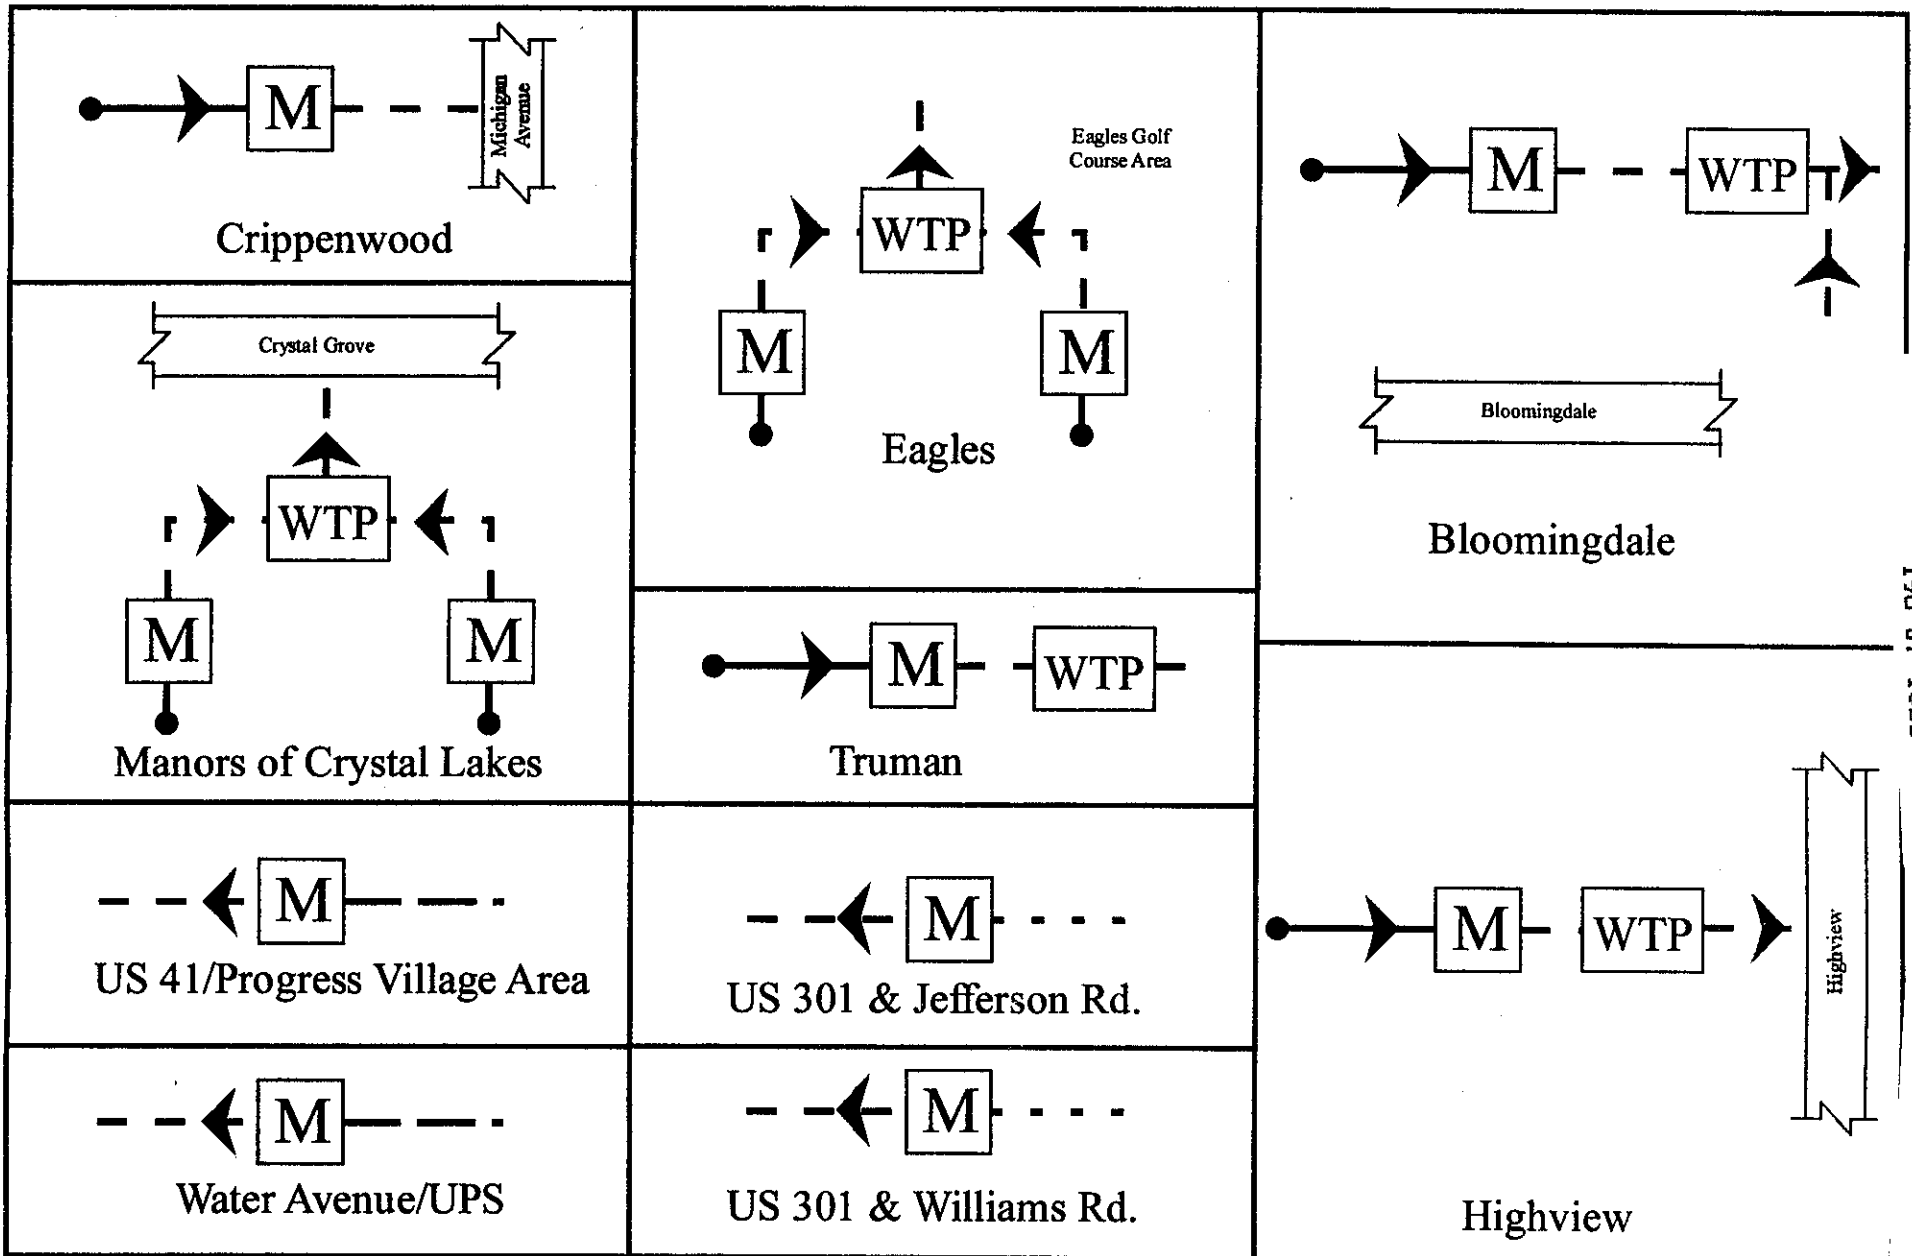 M
Michigan
Avenue
Crippenwood
Crystal Grove
WTP
M
M
Manors of Crystal Lakes
M
US 41/Progress Village Area
M
Water Avenue/UPS
Eagles Golf
Course Area
WTP
M
M
Eagles
M
WTP
Truman
M
US 301 & Jefferson Rd.
M
US 301 & Williams Rd.
M
WTP
Bloomingdale
Bloomingdale
M
WTP
Highview
Highview